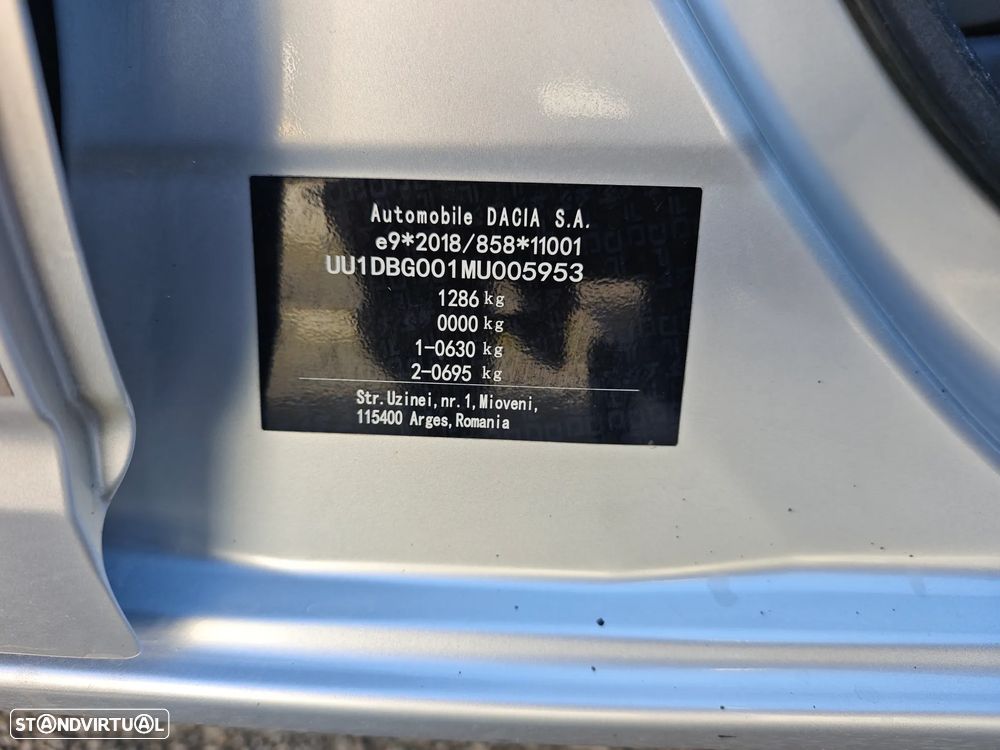 Automobile DACIA S.A.
e9*2018/858*11001
UU1DBG001MU005953
1286 kg
0000 kg
1-0630 kg
2-0695 kg
Str.Uzinei,nr.1,Mioveni,
115400 Arges,Romania
STANDVIRTUAL